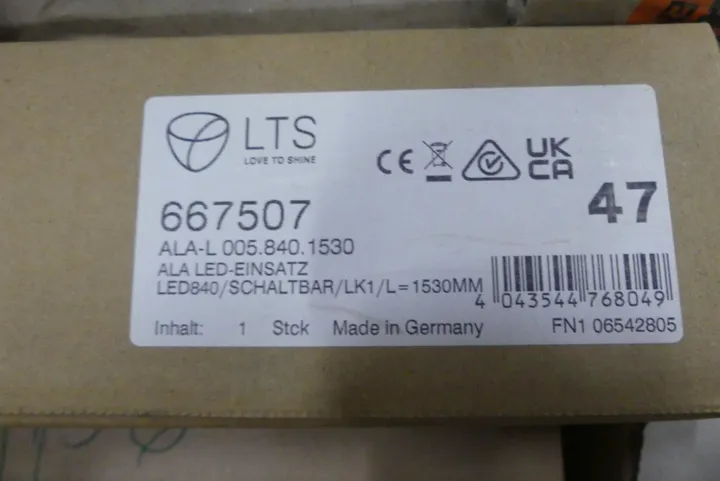 LTS
LOVE TO SHINE
CE
UK
CA
47
667507
ALA-L 005.840.1530
ALA LED-EINSATZ
LED840/SCHALTBAR/LK1/L=1530MM
4 043544 768049
Inhalt: 1 Stck Made in Germany
FN1 06542805